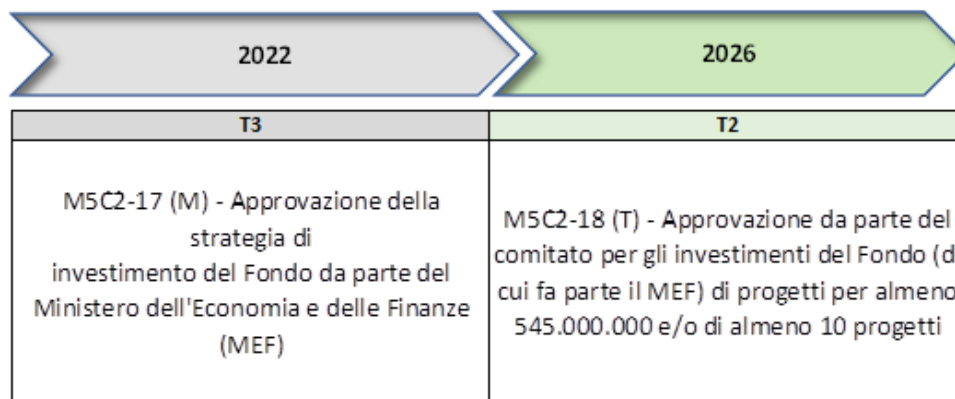 2022
2026
T3
T2
M5C2-17 (M) - Approvazione della
strategia di
investimento del Fondo da parte del
Ministero dell'Economia e delle Finanze
(MEF)
M5C2-18 (T) - Approvazione da parte del
comitato per gli investimenti del Fondo (d
cui fa parte il MEF) di progetti per almeno
545.000.000 e/o di almeno 10 progetti